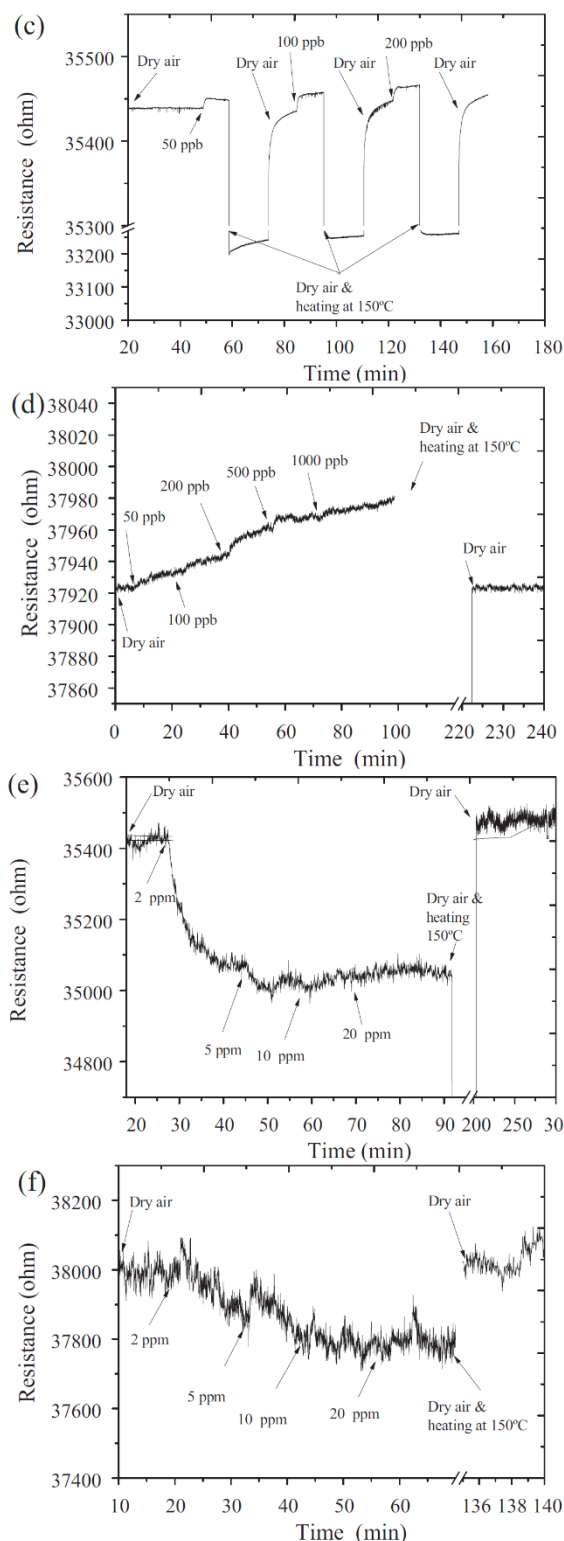 (c)
35550
Dry air
Dry air
100 ppb
Dry air
200 ppb
Dry air
50 ppb
35400
35300
33200
33100
33000
Dry air &
heating at 150ºC
Resistance (ohm)
20 40 60 80 100 120 140 160 180
Time (min)
(d)
38040
38020
38000
37980
37960
37940
37920
37900
37880
37860
Resistance (ohm)
50 ppb
200 ppb
500 ppb
1000 ppb
Dry air &
heating at 150ºC
Dry air
100 ppb
Dry air
0 20 40 60 80 100 220 230 240
Time (min)
(e)
35600
35400
35200
35000
34800
Resistance (ohm)
Dry air
2 ppm
5 ppm
10 ppm
20 ppm
Dry air &
heating
150ºC
Dry air
20 30 40 50 60 70 80 90 200 250 30
Time (min)
(f)
38200
38000
37800
37600
37400
Resistance (ohm)
Dry air
2 ppm
5 ppm
10 ppm
20 ppm
Dry air
Dry air &
heating at 150ºC
10 20 30 40 50 60 136 138 140
Time (min)